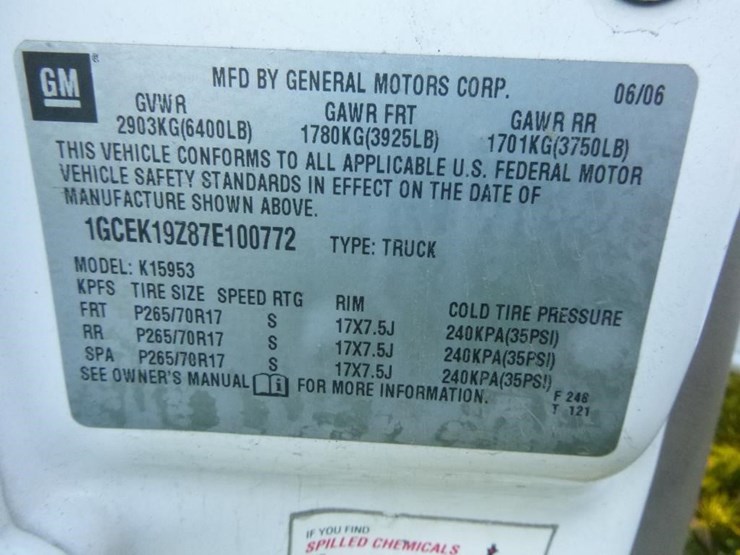 GM
MFD BY GENERAL MOTORS CORP. 06/06
GVWR GAWR FRT GAWR RR
2903KG(6400LB) 1780KG(3925LB) 1701KG(3750LB)
THIS VEHICLE CONFORMS TO ALL APPLICABLE U.S. FEDERAL MOTOR
VEHICLE SAFETY STANDARDS IN EFFECT ON THE DATE OF
MANUFACTURE SHOWN ABOVE.
1GCEK19Z87E100772 TYPE: TRUCK
MODEL: K15953
KPFS TIRE SIZE SPEED RTG RIM COLD TIRE PRESSURE
FRT P265/70R17 S 17X7.5J 240KPA(35PSI)
RR P265/70R17 S 17X7.5J 240KPA(35PSI)
SPA P265/70R17 S 17X7.5J 240KPA(35PSI)
SEE OWNER'S MANUAL i FOR MORE INFORMATION.
F 246
T 121
IF YOU FIND
SPILLED CHEMICALS